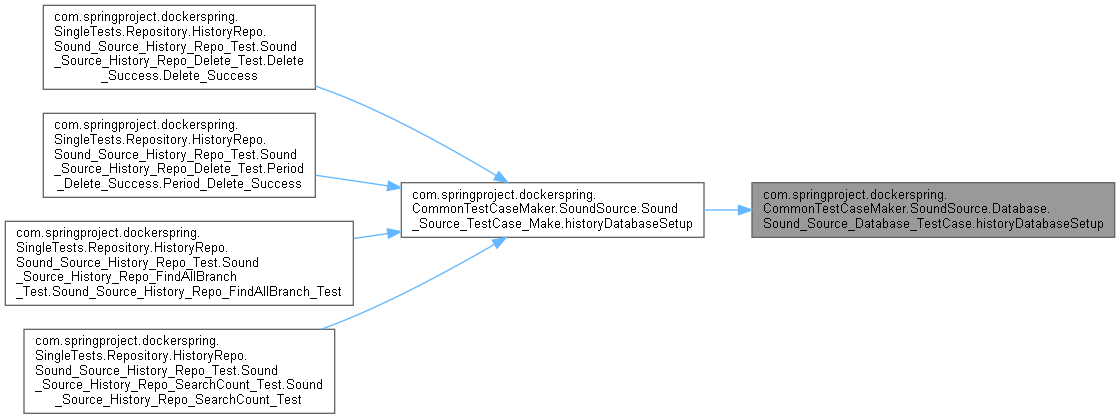 com.springproject.dockerspring.
SingleTests.Repository.HistoryRepo.
Sound_Source_History_Repo_Test.Sound
_Source_History_Repo_Delete_Test.Delete
_Success.Delete_Success
com.springproject.dockerspring.
SingleTests.Repository.HistoryRepo.
Sound_Source_History_Repo_Test.Sound
_Source_History_Repo_Delete_Test.Period
_Delete_Success.Period_Delete_Success
com.springproject.dockerspring.
SingleTests.Repository.HistoryRepo.
Sound_Source_History_Repo_Test.Sound
_Source_History_Repo_FindAllBranch
_Test.Sound_Source_History_Repo_FindAllBranch_Test
com.springproject.dockerspring.
SingleTests.Repository.HistoryRepo.
Sound_Source_History_Repo_Test.Sound
_Source_History_Repo_SearchCount_Test.Sound
_Source_History_Repo_SearchCount_Test
com.springproject.dockerspring.
CommonTestCaseMaker.SoundSource.Sound
_Source_TestCase_Make.historyDatabaseSetup
com.springproject.dockerspring.
CommonTestCaseMaker.SoundSource.Database.
Sound_Source_Database_TestCase.historyDatabaseSetup